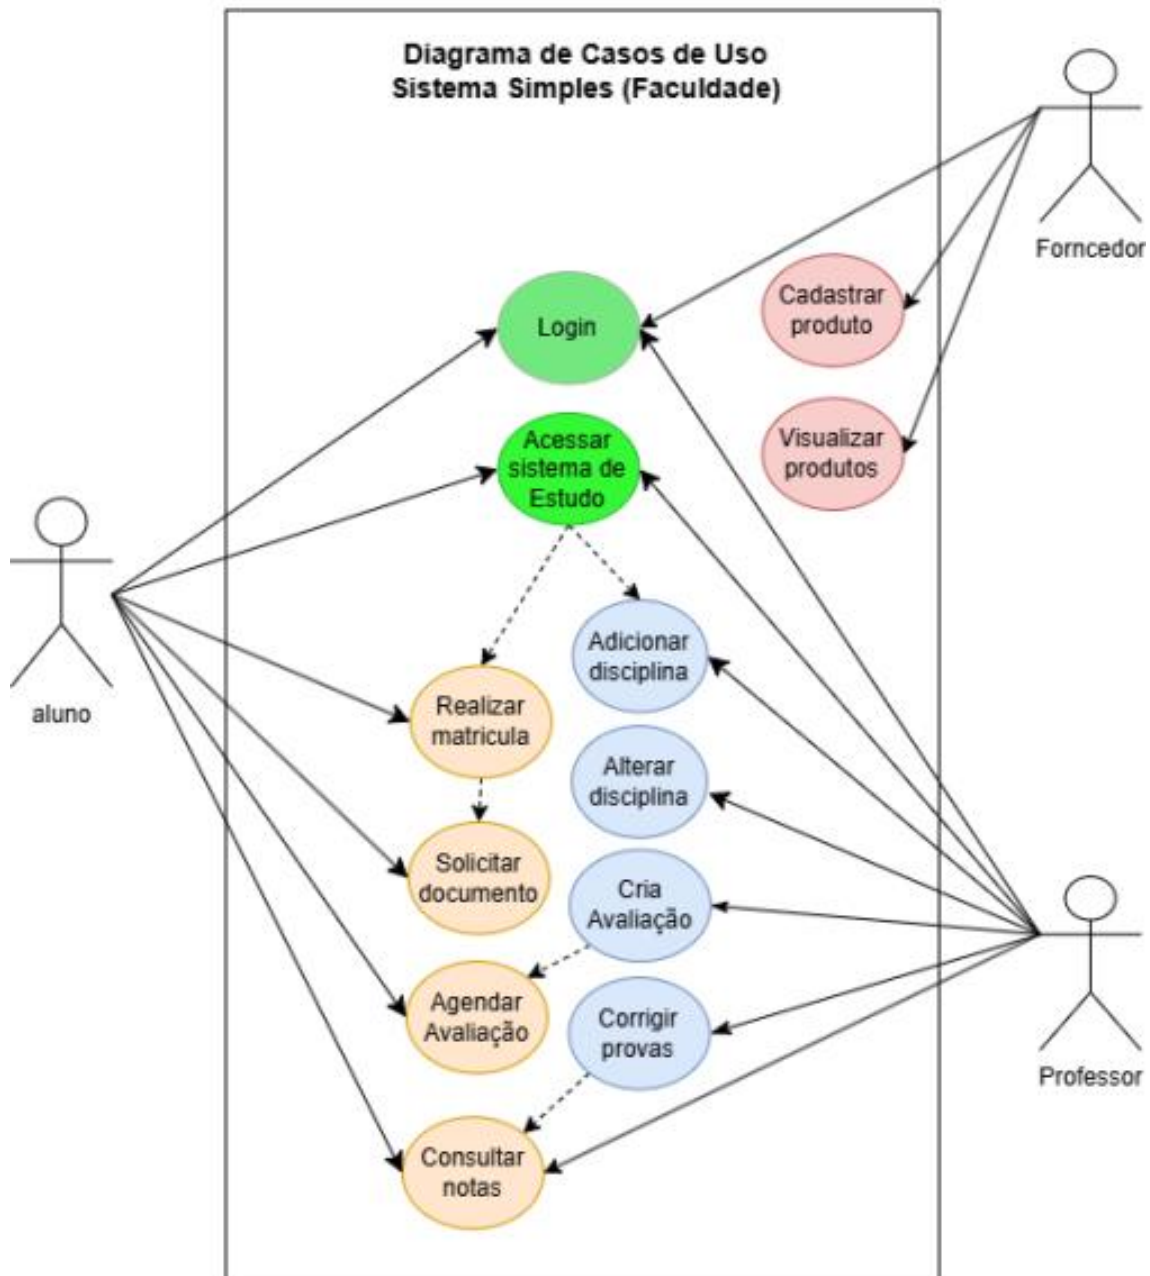 Diagrama de Casos de Uso
Sistema Simples (Faculdade)
Forncedor
Login
Cadastrar
produto
Acessar
sistema de
Estudo
Visualizar
produtos
aluno
Adicionar
disciplina
Realizar
matricula
Alterar
disciplina
Solicitar
documento
Cria
Avaliação
Agendar
Avaliação
Corrigir
provas
Professor
Consultar
notas